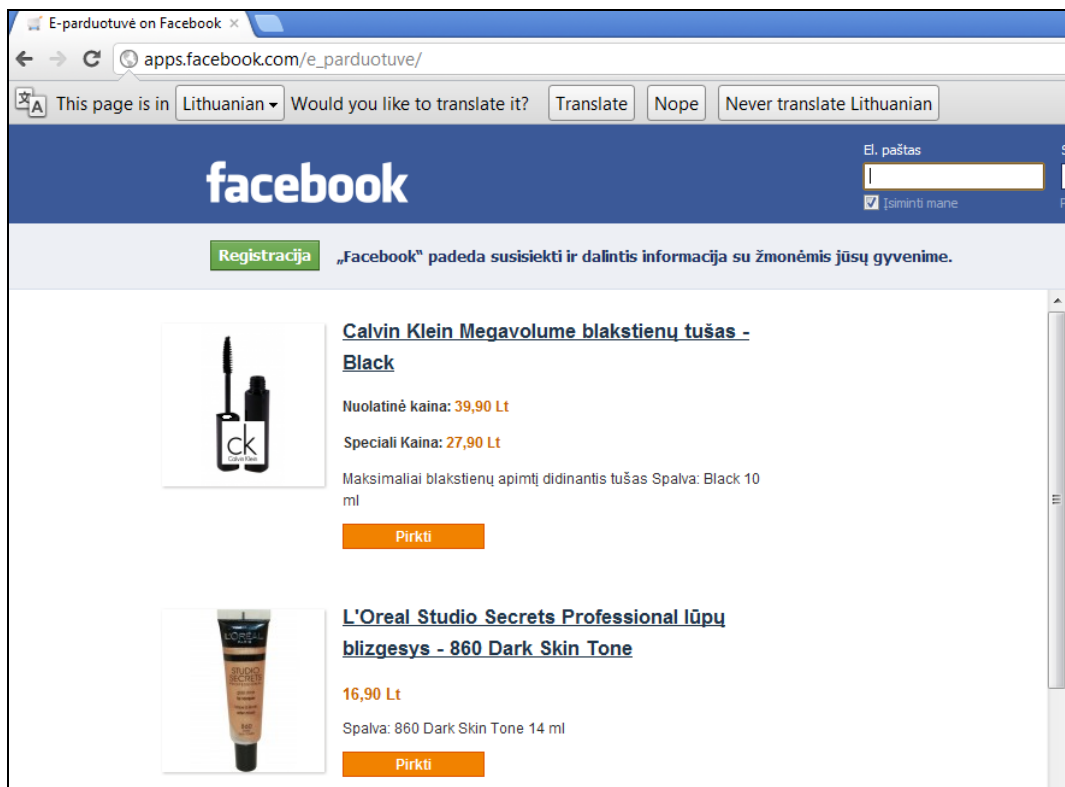 E-parduotuvė on Facebook
apps.facebook.com/e_parduotuve/
This page is in Lithuanian Would you like to translate it? Translate Nope Never translate Lithuanian
facebook
El. paštas
Įsiminti mane
Registracija „Facebook“ padeda susisiekti ir dalintis informacija su žmonėmis jūsų gyvenime.
Calvin Klein Megavolume blakstienų tušas -
Black
Nuolatinė kaina: 39,90 Lt
Speciali Kaina: 27,90 Lt
Maksimaliai blakstienų apimtį didinantis tušas Spalva: Black 10
ml
Pirkti
ck
Calvin Klein
L'Oreal Studio Secrets Professional lūpų
blizgesys - 860 Dark Skin Tone
16,90 Lt
Spalva: 860 Dark Skin Tone 14 ml
Pirkti
L'ORÉAL
STUDIO
SECRETS